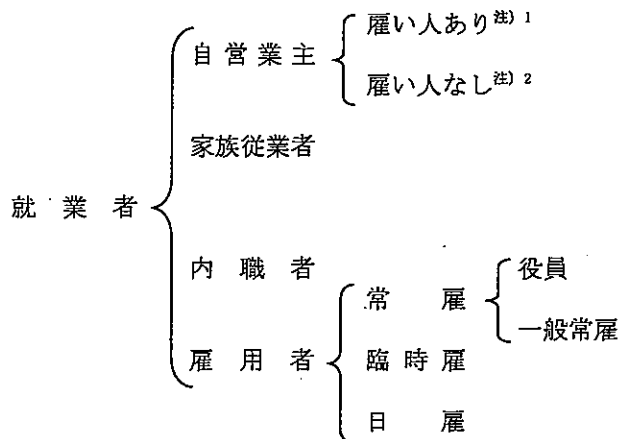 雇い人あり注)1
自営業主
雇い人なし注)2
家族従業者
就業者
内職者
役員
常雇
一般常雇
雇用者
臨時雇
日雇